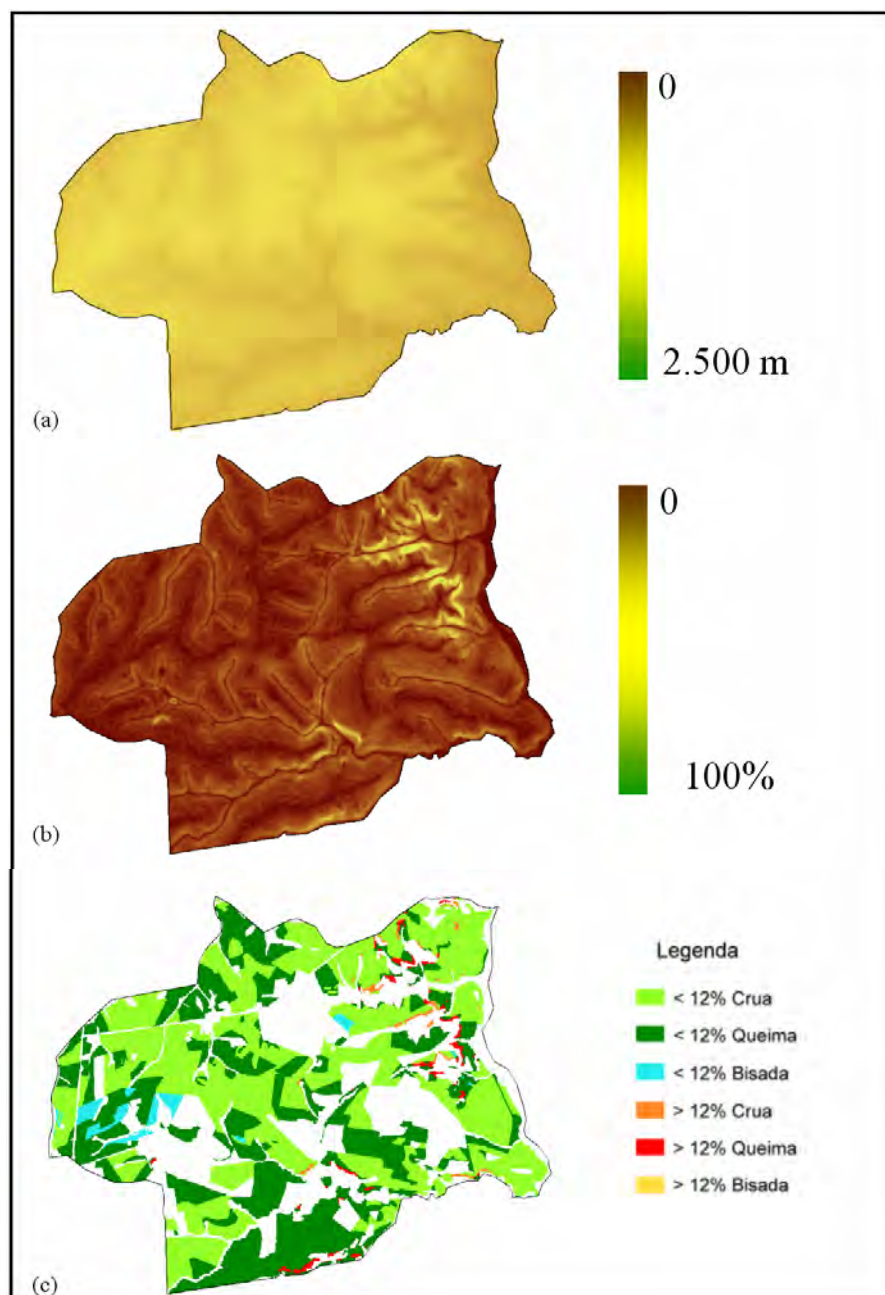 0
2.500 m
(a)
0
100%
(b)
Legenda
< 12% Crua
< 12% Queima
< 12% Bisada
> 12% Crua
> 12% Queima
> 12% Bisada
(c)